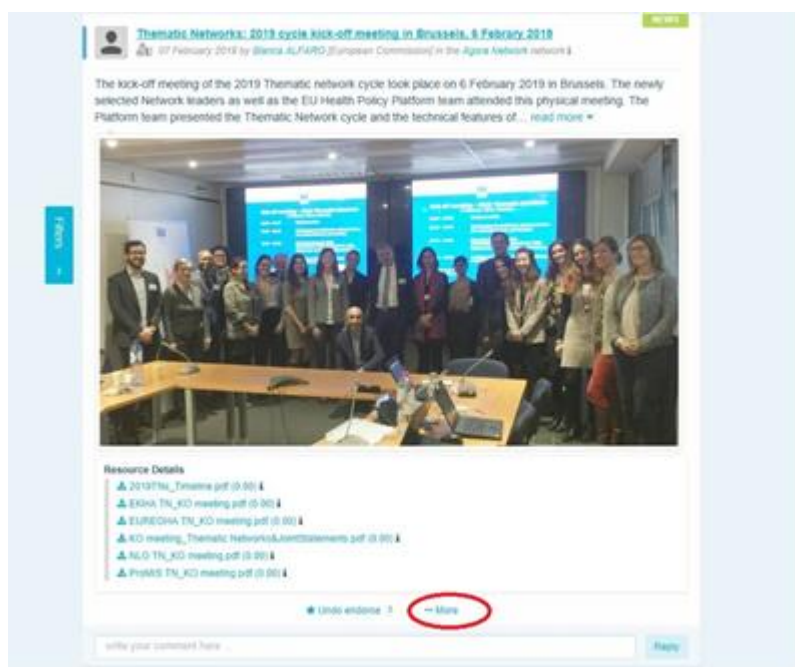 NEWS
Thematic Networks: 2019 cycle kick-off meeting in Brussels, 6 Febrary 2019
07 February 2019 by Blanca ALFARO [European Commission] in the Agora Network network
The kick-off meeting of the 2019 Thematic network cycle took place on 6 February 2019 in Brussels. The newly
selected Network leaders as well as the EU Health Policy Platform team attended this physical meeting. The
Platform team presented the Thematic Network cycle and the technical features of... read more
Filters
Resource Details
2019TNs_Timeline.pdf (0.00)
EKHA TN_KO meeting.pdf (0.00)
EUREGHA TN_KO meeting.pdf (0.00)
KO meeting_Thematic Networks&JointStatements.pdf (0.00)
NLO TN_KO meeting.pdf (0.00)
ProMIS TN_KO meeting.pdf (0.00)
Undo endorse More
write your comment here ...
Reply